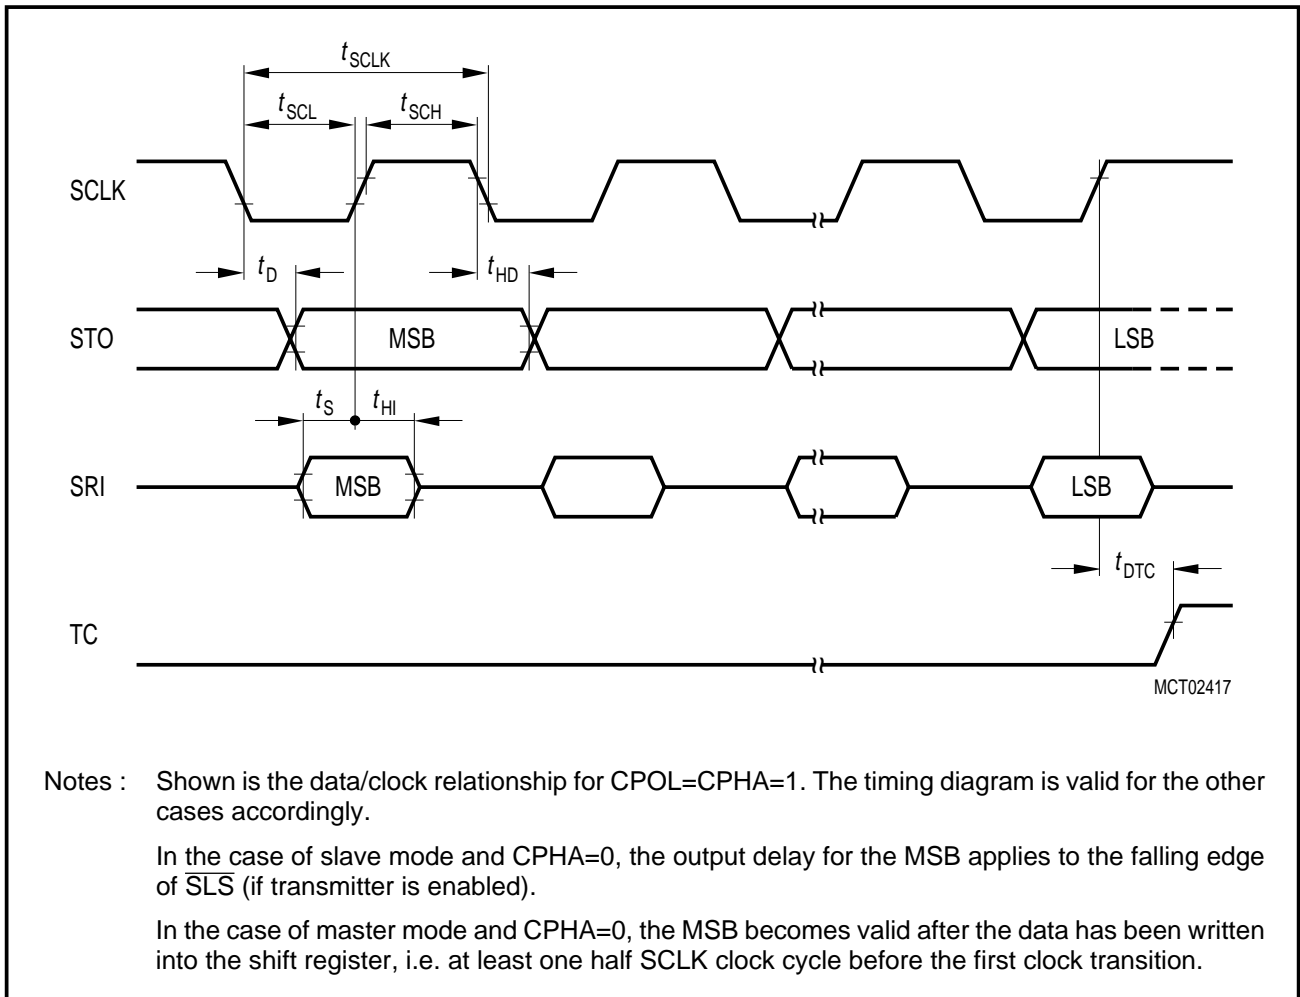 tSCLK
tSCL
tSCH
SCLK
tD
tHD
STO
MSB
LSB
tS
tHI
SRI
MSB
LSB
tDTC
TC
MCT02417
Notes : Shown is the data/clock relationship for CPOL=CPHA=1. The timing diagram is valid for the other
cases accordingly.
In the case of slave mode and CPHA=0, the output delay for the MSB applies to the falling edge
of SLS (if transmitter is enabled).
In the case of master mode and CPHA=0, the MSB becomes valid after the data has been written
into the shift register, i.e. at least one half SCLK clock cycle before the first clock transition.